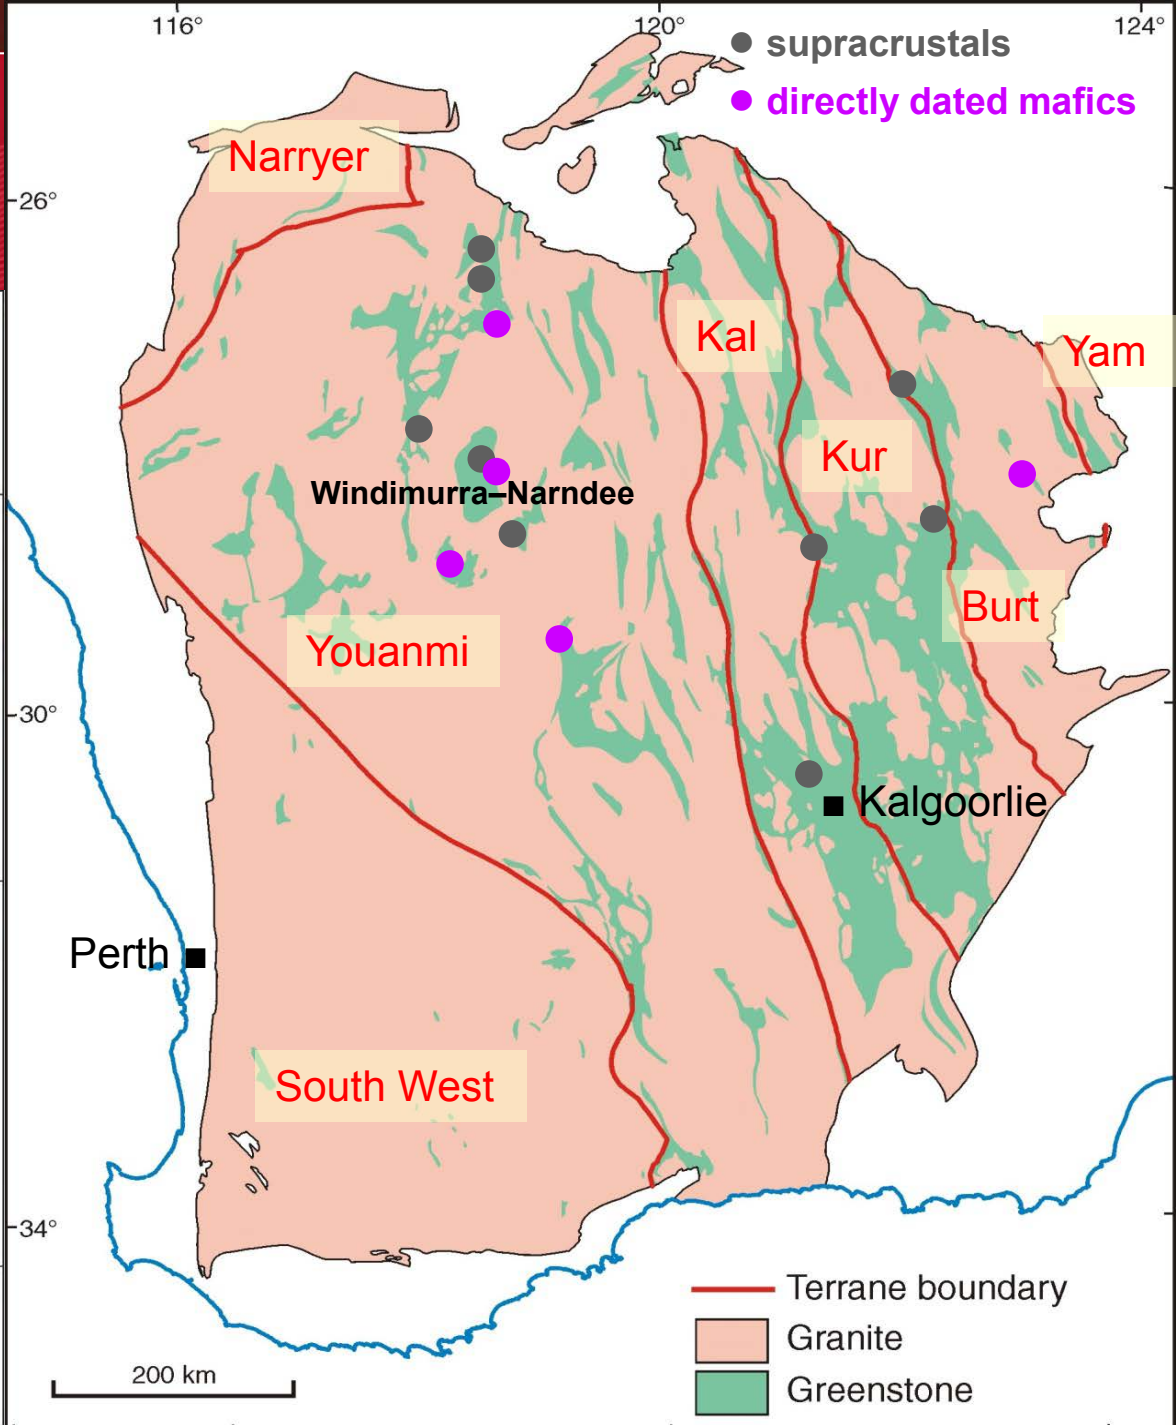 116°
120°
124°
supracrustals
directly dated mafics
Narryer
26°
Kal
Yam
Kur
Windimurra–Narndee
Burt
Youanmi
30°
Kalgoorlie
Perth
South West
34°
Terrane boundary
Granite
200 km
Greenstone